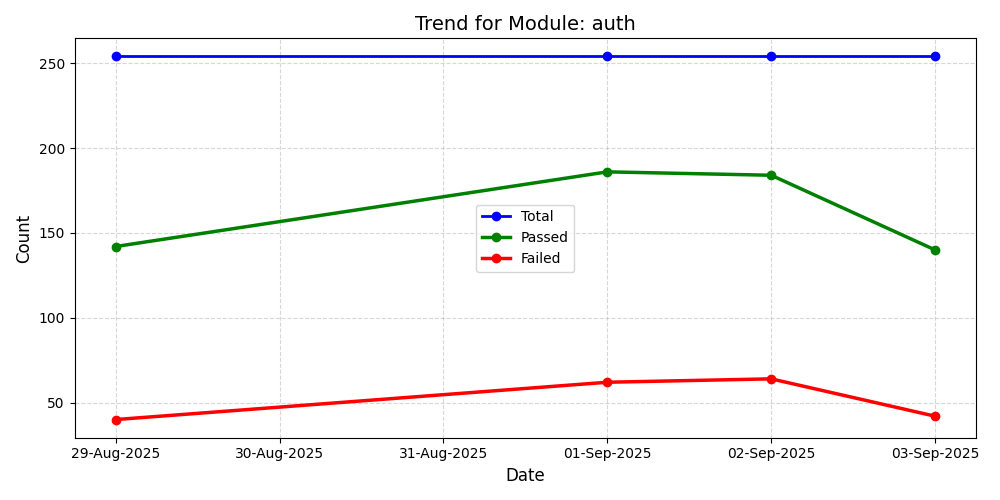 Trend for Module: auth
Count
250
200
150
100
50
Total
Passed
Failed
29-Aug-2025 30-Aug-2025 31-Aug-2025 01-Sep-2025 02-Sep-2025 03-Sep-2025
Date